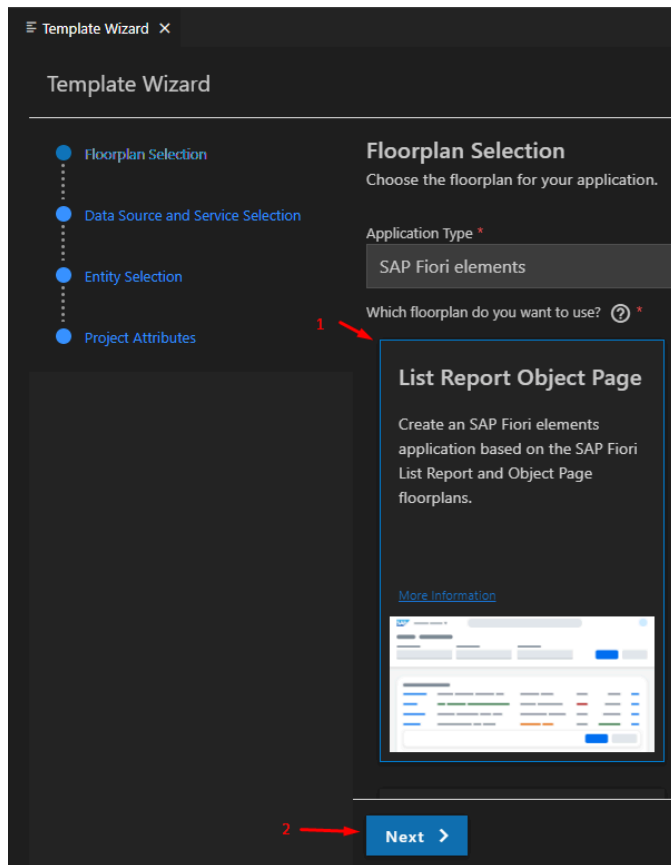 Template Wizard
Template Wizard
Floorplan Selection
Data Source and Service Selection
Entity Selection
Project Attributes
Floorplan Selection
Choose the floorplan for your application.
Application Type *
SAP Fiori elements
Which floorplan do you want to use? ? *
1
List Report Object Page
Create an SAP Fiori elements
application based on the SAP Fiori
List Report and Object Page
floorplans.
More Information
SAP
2
Next